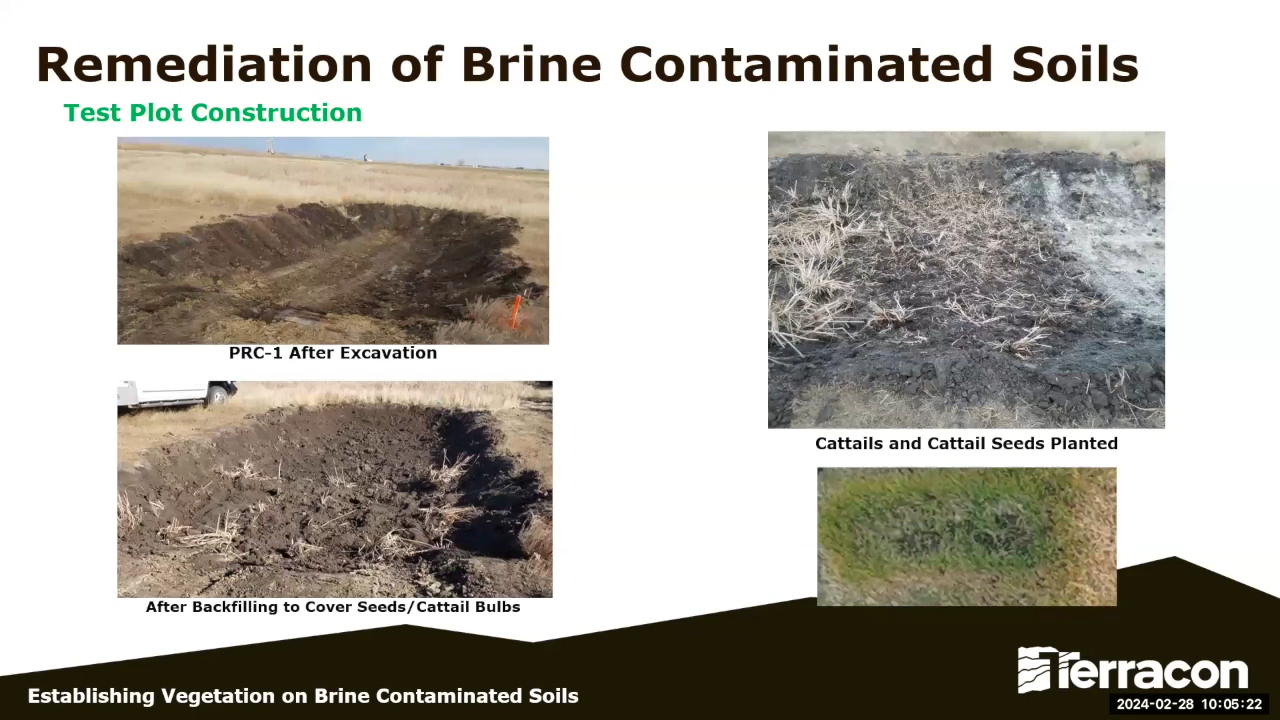 Remediation of Brine Contaminated Soils
Test Plot Construction
PRC-1 After Excavation
After Backfilling to Cover Seeds/Cattail Bulbs
Cattails and Cattail Seeds Planted
Establishing Vegetation on Brine Contaminated Soils
Terracon
2024-02-28 10:05:22